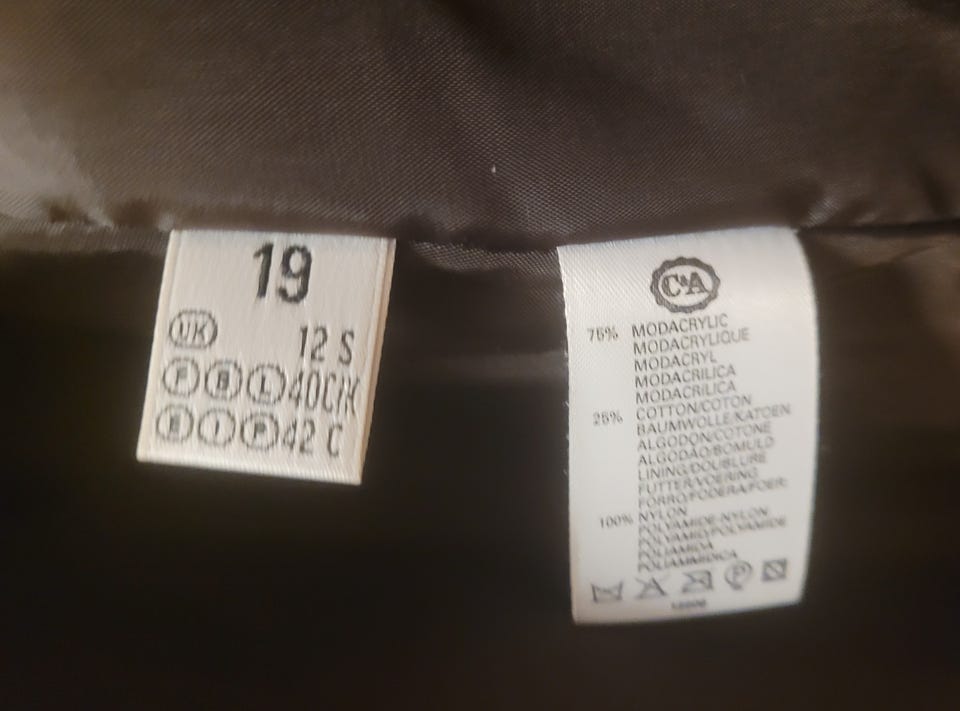 19
UK 12 S
F B L 40C/K
E I P 42 C
C&A
75% MODACRYLIC
MODACRYLIQUE
MODACRYL
MODACRILICA
MODACRILICA
25% COTTON/COTON
BAUMWOLLE/KATOEN
ALGODON/COTONE
ALGODÃO/BOMULD
LINING/DOUBLURE
FUTTER/VOERING
FORRO/FODERA/FOER:
100% NYLON
POLYAMIDE-NYLON
POLYAMID/POLYAMIDE
POLIAMIDA
POLIAMMIDICA
P